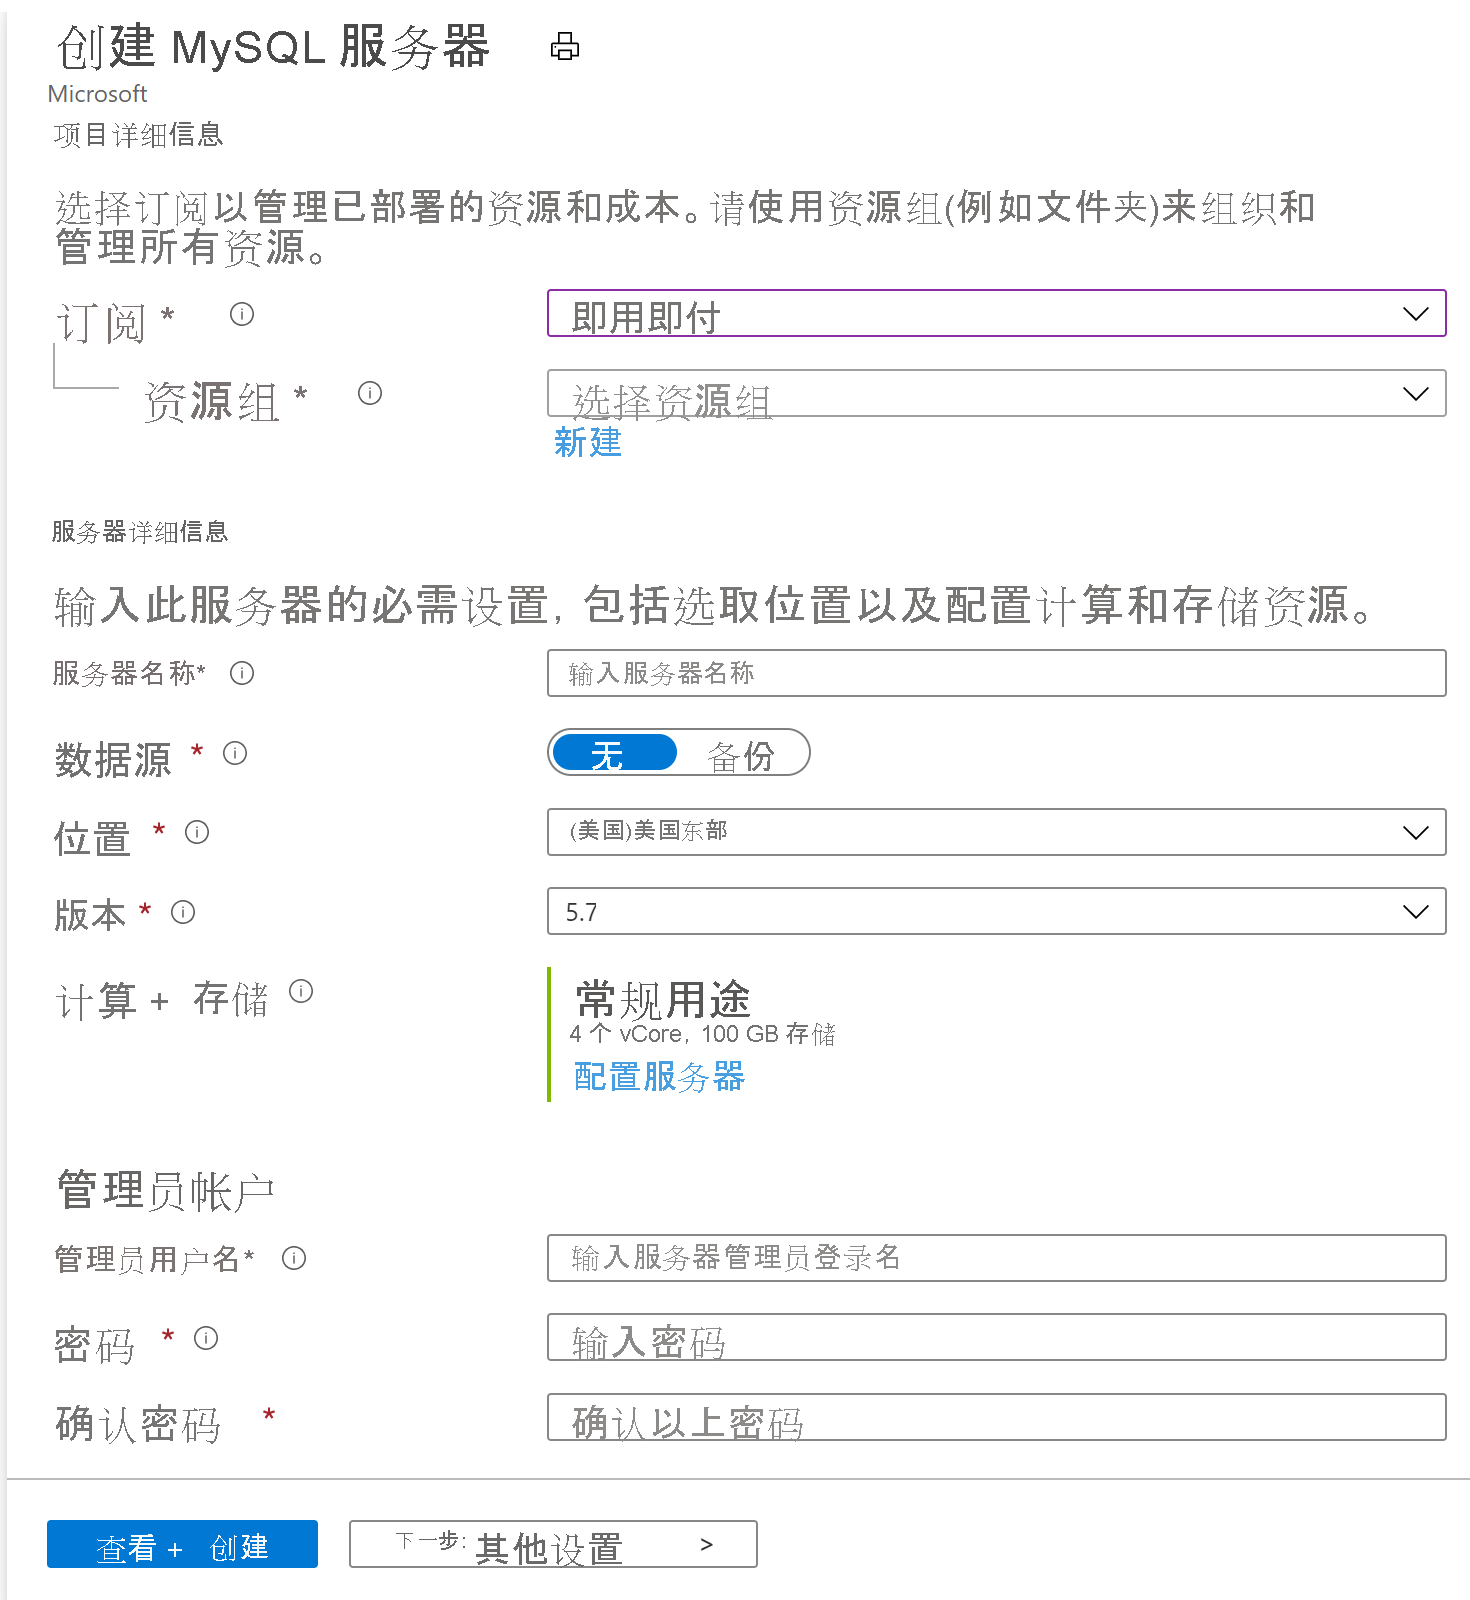 创建 MySQL 服务器
Microsoft
项目详细信息
选择订阅以管理已部署的资源和成本。请使用资源组(例如文件夹)来组织和
管理所有资源。
订阅 * 即用即付
资源组 * 选择资源组
新建
服务器详细信息
输入此服务器的必需设置, 包括选取位置以及配置计算和存储资源。
服务器名称* 输入服务器名称
数据源 * 无 备份
位置 * (美国)美国东部
版本 * 5.7
计算 + 存储 常规用途
4 个 vCore, 100 GB 存储
配置服务器
管理员帐户
管理员用户名* 输入服务器管理员登录名
密码 * 输入密码
确认密码 * 确认以上密码
查看 + 创建 下一步: 其他设置 >